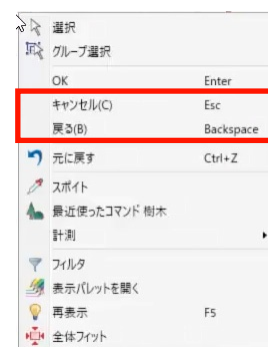 選択
グループ選択
OK Enter
キャンセル(C) Esc
戻る(B) Backspace
元に戻す Ctrl+Z
スポイト
最近使ったコマンド 樹木
計測
フィルタ
表示パレットを開く
再表示 F5
全体フィット